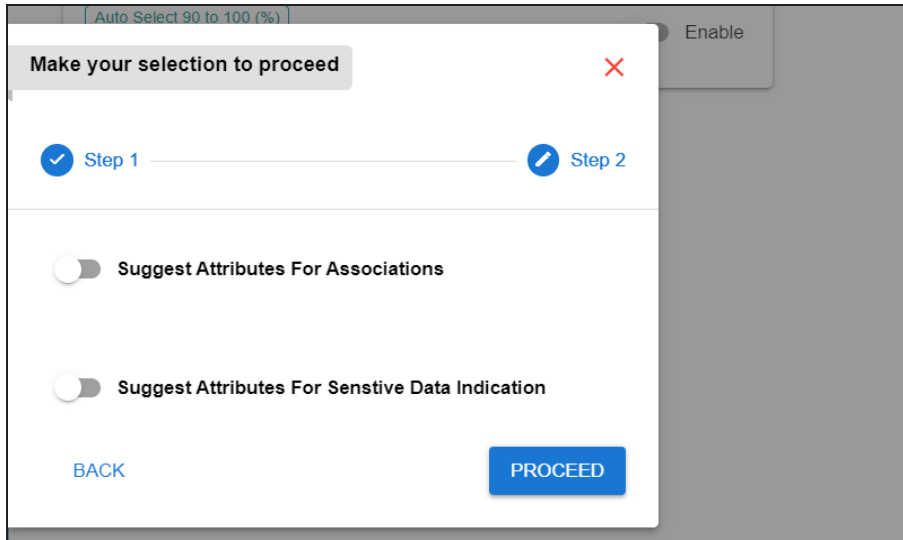 Auto Select 90 to 100 (%)
Enable
Make your selection to proceed
Step 1
Step 2
Suggest Attributes For Associations
Suggest Attributes For Senstive Data Indication
BACK
PROCEED